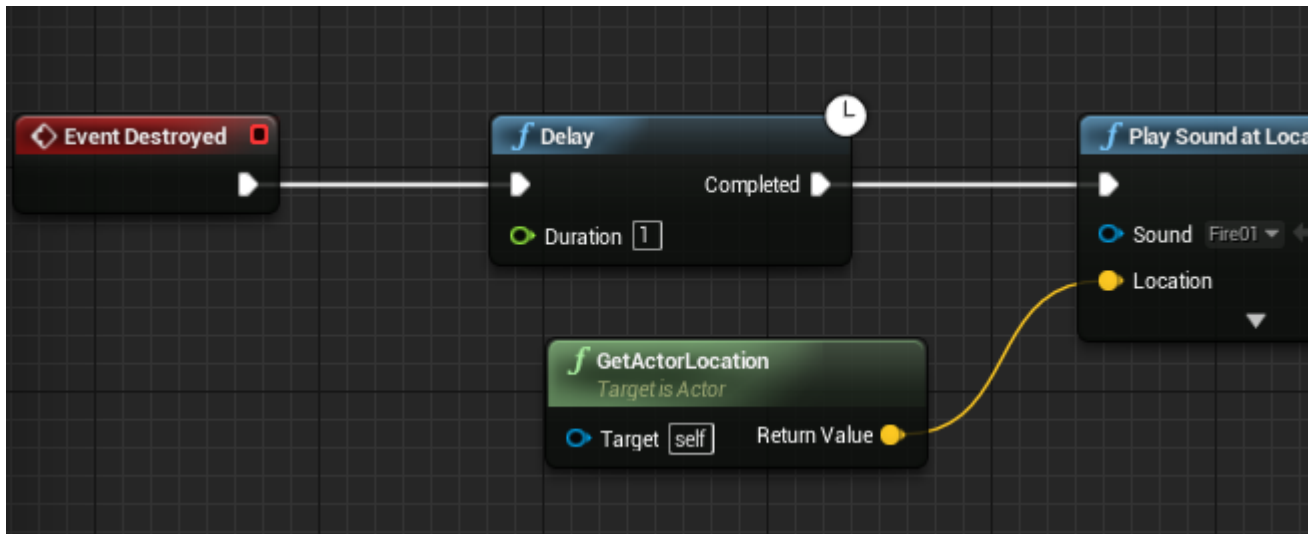 Event Destroyed
f Delay
Completed
Duration 1
f Play Sound at Loca
Sound Fire01
Location
f GetActorLocation
Target is Actor
Target self Return Value